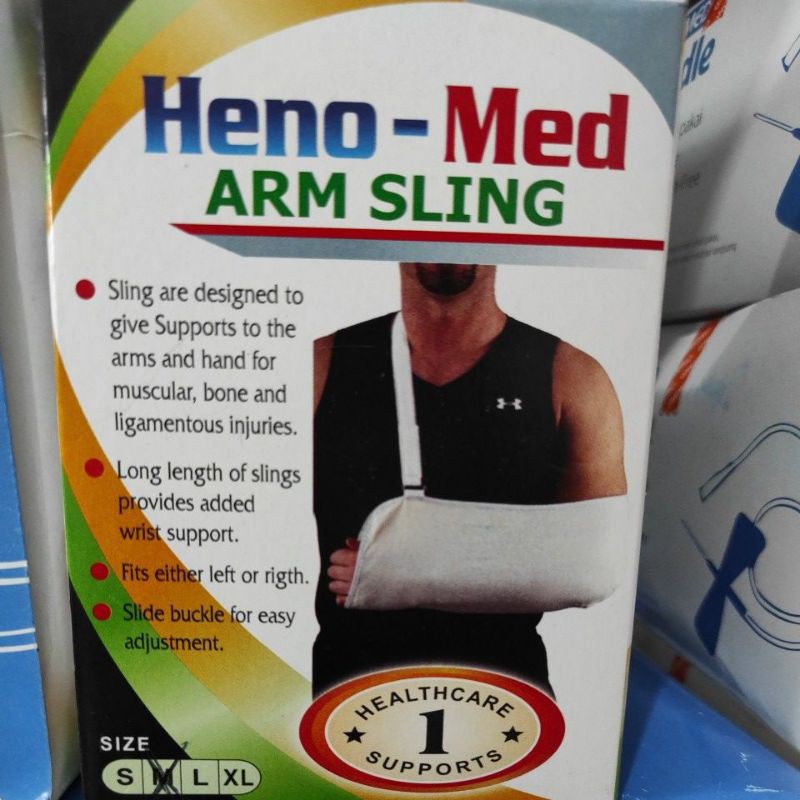 Heno-Med
ARM SLING
Sling are designed to
give Supports to the
arms and hand for
muscular, bone and
ligamentous injuries.
Long length of slings
provides added
wrist support.
Fits either left or rigth.
Slide buckle for easy
adjustment.
HEALTHCARE
1
SUPPORTS
SIZE
S M L XL
dle